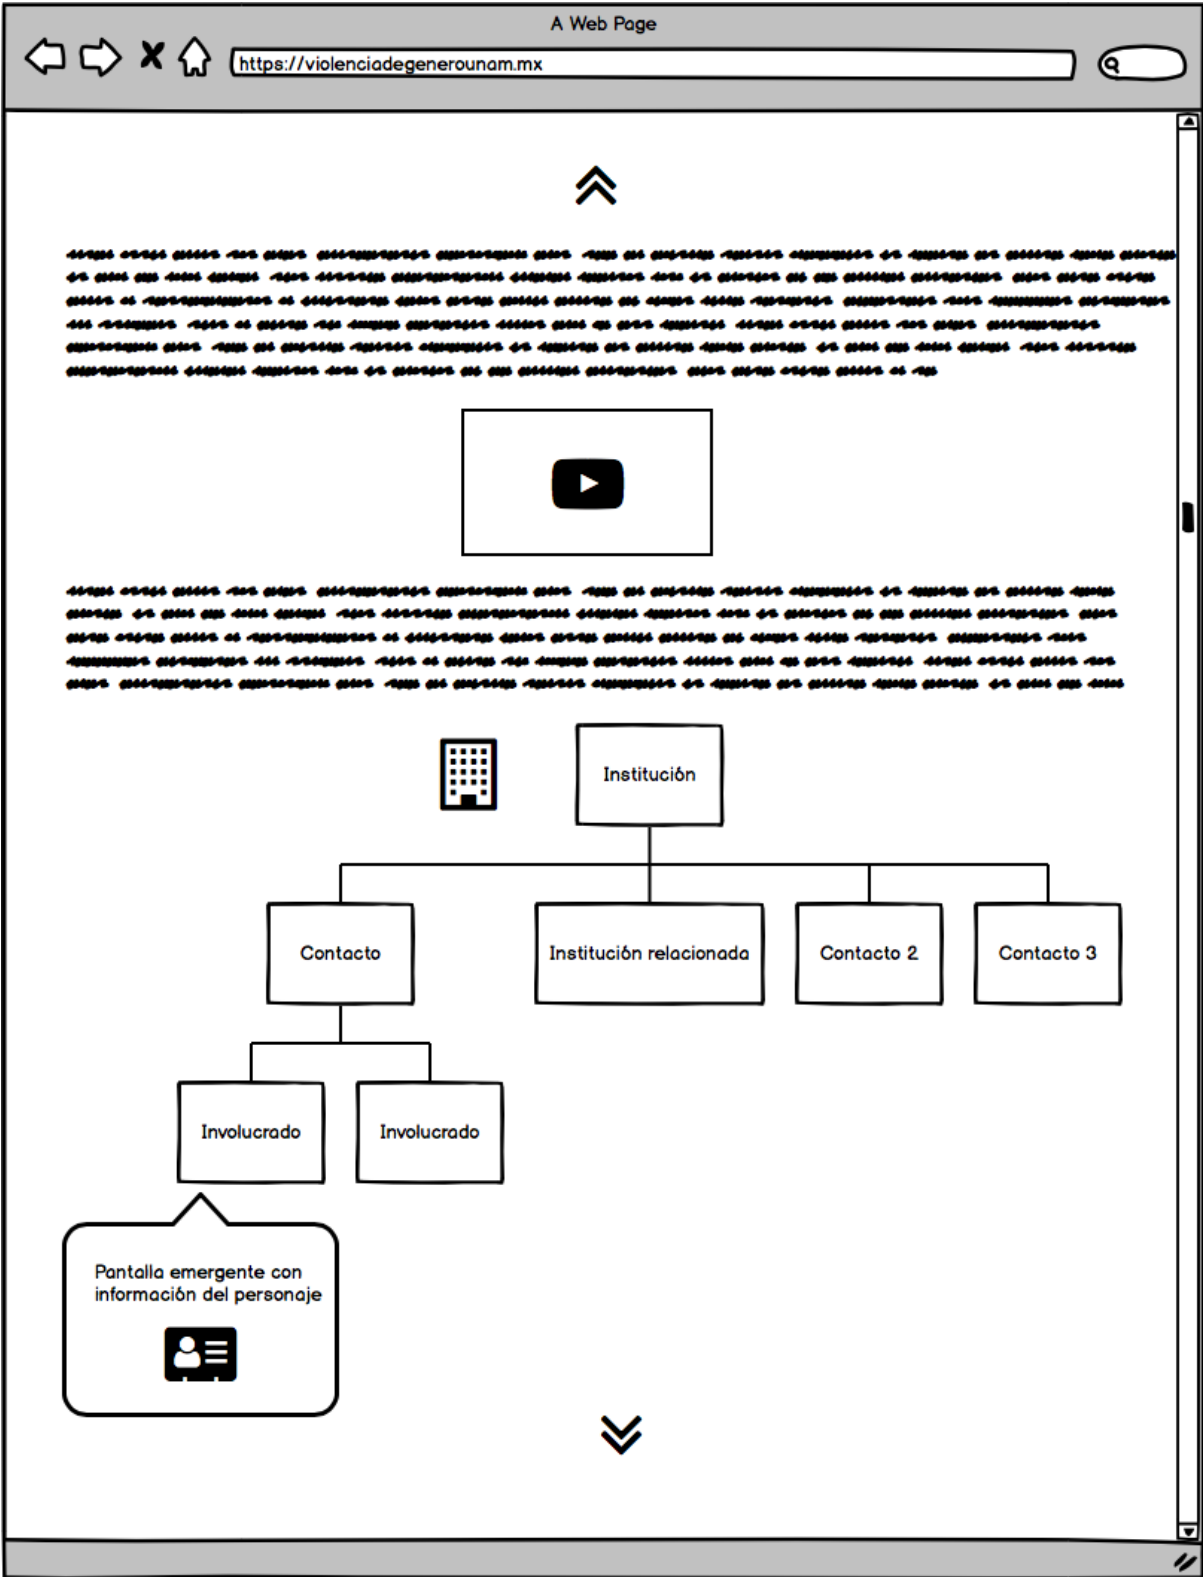 A Web Page
https://violenciadegenerounam.mx
Institución
Contacto
Institución relacionada
Contacto 2
Contacto 3
Involucrado
Involucrado
Pantalla emergente con
información del personaje